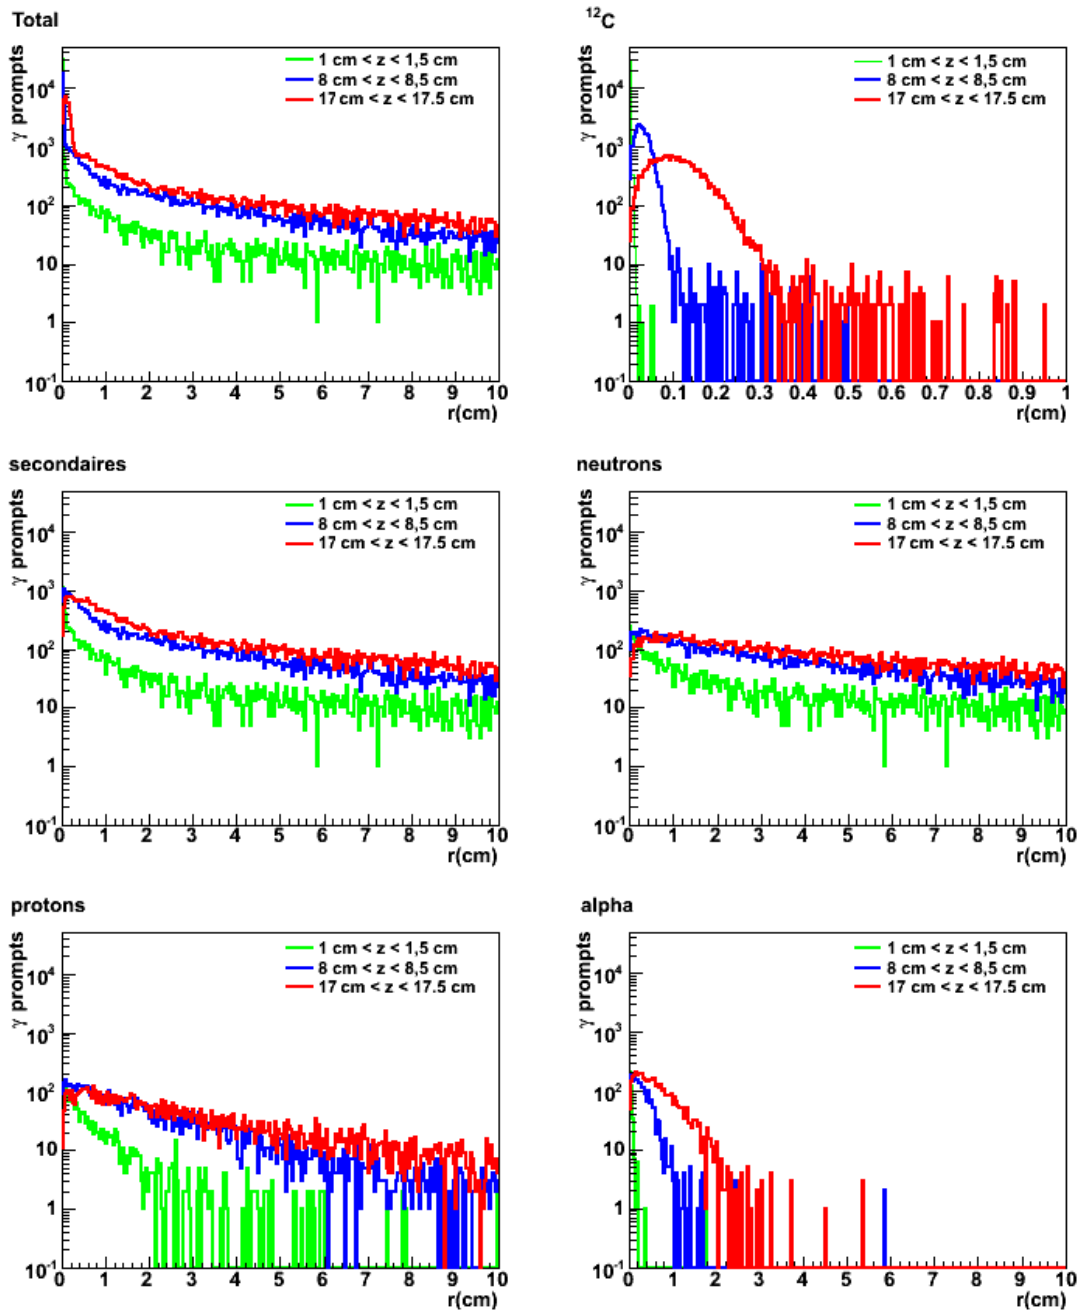 Total
γ prompts
1 cm < z < 1,5 cm
8 cm < z < 8,5 cm
17 cm < z < 17.5 cm
10⁴
10³
10²
10
1
10⁻¹
0 1 2 3 4 5 6 7 8 9 10
r(cm)
¹²C
γ prompts
1 cm < z < 1,5 cm
8 cm < z < 8,5 cm
17 cm < z < 17.5 cm
10⁴
10³
10²
10
1
10⁻¹
0 0.1 0.2 0.3 0.4 0.5 0.6 0.7 0.8 0.9 1
r(cm)
secondaires
γ prompts
1 cm < z < 1,5 cm
8 cm < z < 8,5 cm
17 cm < z < 17.5 cm
10⁴
10³
10²
10
1
10⁻¹
0 1 2 3 4 5 6 7 8 9 10
r(cm)
neutrons
γ prompts
1 cm < z < 1,5 cm
8 cm < z < 8,5 cm
17 cm < z < 17.5 cm
10⁴
10³
10²
10
1
10⁻¹
0 1 2 3 4 5 6 7 8 9 10
r(cm)
protons
γ prompts
1 cm < z < 1,5 cm
8 cm < z < 8,5 cm
17 cm < z < 17.5 cm
10⁴
10³
10²
10
1
10⁻¹
0 1 2 3 4 5 6 7 8 9 10
r(cm)
alpha
γ prompts
1 cm < z < 1,5 cm
8 cm < z < 8,5 cm
17 cm < z < 17.5 cm
10⁴
10³
10²
10
1
10⁻¹
0 1 2 3 4 5 6 7 8 9 10
r(cm)